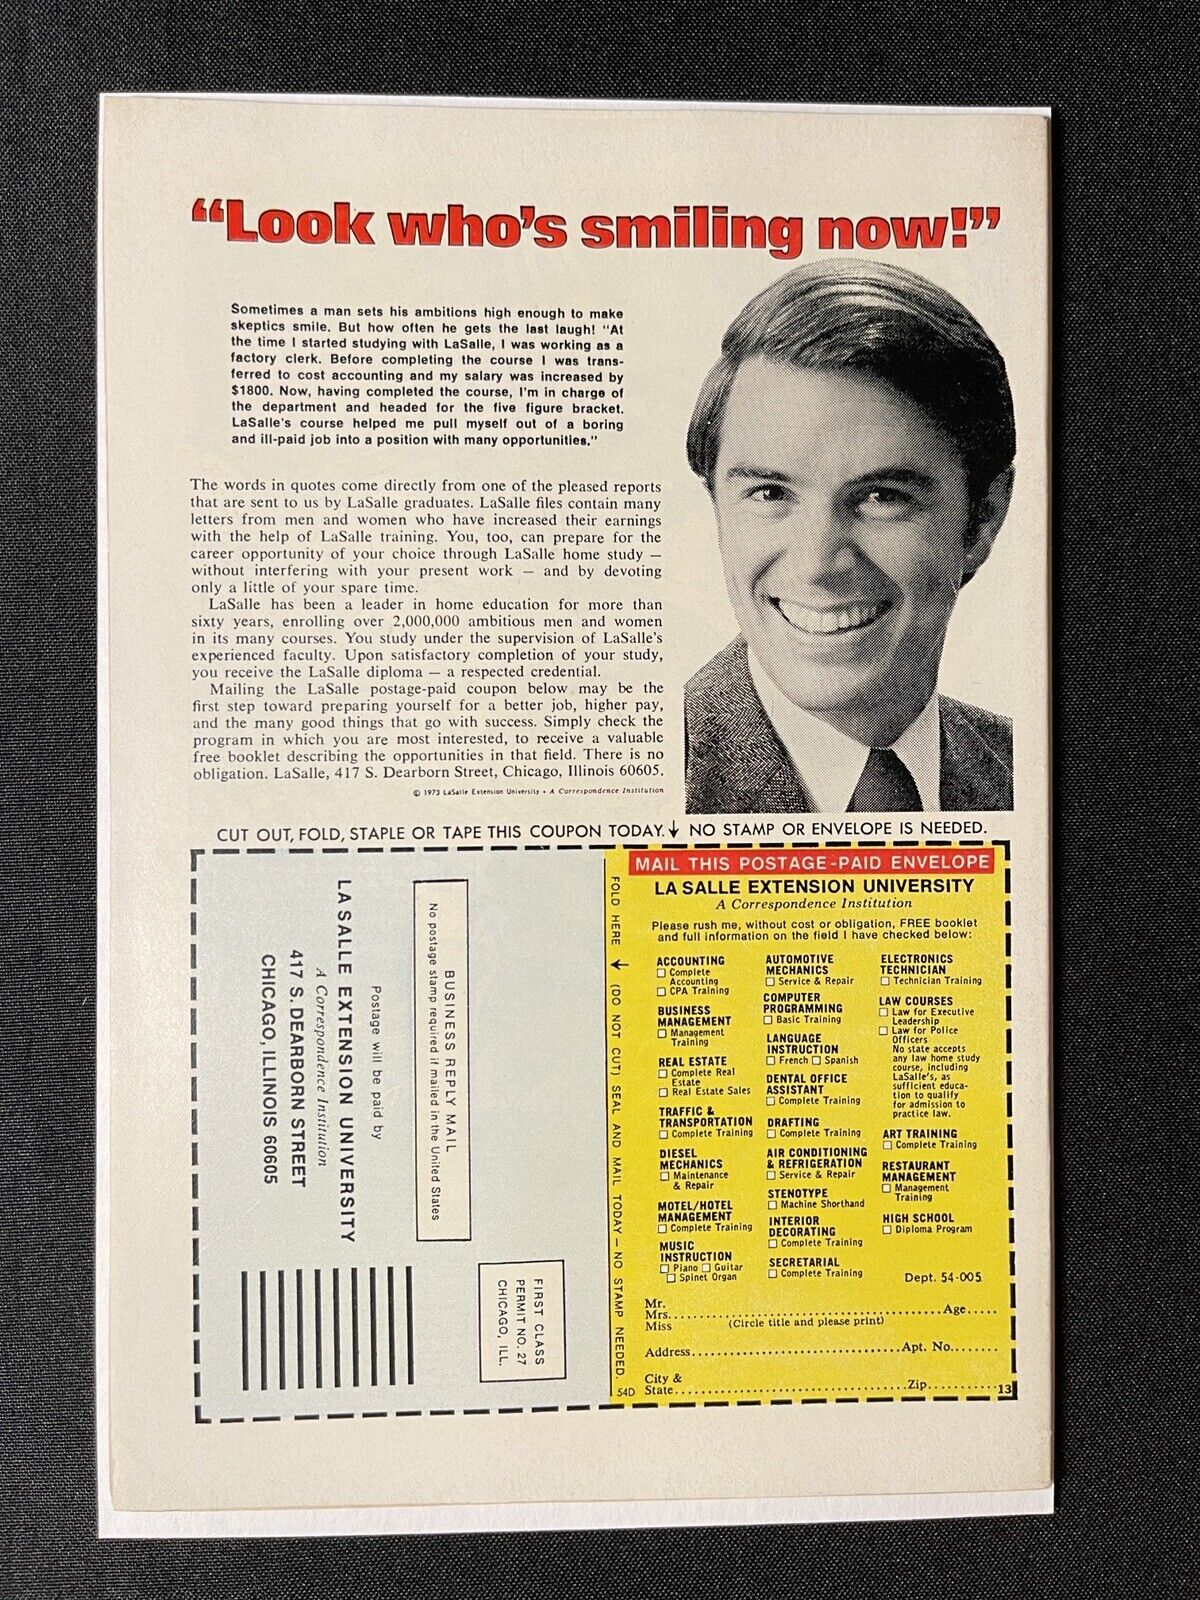 “Look who’s smiling now!”
Sometimes a man sets his ambitions high enough to make
skeptics smile. But how often he gets the last laugh! "At
the time I started studying with LaSalle, I was working as a
factory clerk. Before completing the course I was trans-
ferred to cost accounting and my salary was increased by
$1800. Now, having completed the course, I'm in charge of
the department and headed for the five figure bracket.
LaSalle's course helped me pull myself out of a boring
and ill-paid job into a position with many opportunities."
The words in quotes come directly from one of the pleased reports
that are sent to us by LaSalle graduates. LaSalle files contain many
letters from men and women who have increased their earnings
with the help of LaSalle training. You, too, can prepare for the
career opportunity of your choice through LaSalle home study —
without interfering with your present work — and by devoting
only a little of your spare time.
LaSalle has been a leader in home education for more than
sixty years, enrolling over 2,000,000 ambitious men and women
in its many courses. You study under the supervision of LaSalle's
experienced faculty. Upon satisfactory completion of your study,
you receive the LaSalle diploma — a respected credential.
Mailing the LaSalle postage-paid coupon below may be the
first step toward preparing yourself for a better job, higher pay,
and the many good things that go with success. Simply check the
program in which you are most interested, to receive a valuable
free booklet describing the opportunities in that field. There is no
obligation. LaSalle, 417 S. Dearborn Street, Chicago, Illinois 60605.
© 1973 LaSalle Extension University • A Correspondence Institution
CUT OUT, FOLD, STAPLE OR TAPE THIS COUPON TODAY. ↓ NO STAMP OR ENVELOPE IS NEEDED.
BUSINESS REPLY MAIL
No postage stamp required if mailed in the United States
Postage will be paid by
LA SALLE EXTENSION UNIVERSITY
A Correspondence Institution
417 S. DEARBORN STREET
CHICAGO, ILLINOIS 60605
FIRST CLASS
PERMIT NO. 27
CHICAGO, ILL.
FOLD HERE → (DO NOT CUT) SEAL AND MAIL TODAY — NO STAMP NEEDED.
54D
MAIL THIS POSTAGE-PAID ENVELOPE
LA SALLE EXTENSION UNIVERSITY
A Correspondence Institution
Please rush me, without cost or obligation, FREE booklet
and full information on the field I have checked below:
ACCOUNTING
□ Complete
Accounting
□ CPA Training
BUSINESS
MANAGEMENT
□ Management
Training
REAL ESTATE
□ Complete Real
Estate
□ Real Estate Sales
TRAFFIC &
TRANSPORTATION
□ Complete Training
DIESEL
MECHANICS
□ Maintenance
& Repair
MOTEL/HOTEL
MANAGEMENT
□ Complete Training
MUSIC
INSTRUCTION
□ Piano □ Guitar
□ Spinet Organ
AUTOMOTIVE
MECHANICS
□ Service & Repair
COMPUTER
PROGRAMMING
□ Basic Training
LANGUAGE
INSTRUCTION
□ French □ Spanish
DENTAL OFFICE
ASSISTANT
□ Complete Training
DRAFTING
□ Complete Training
AIR CONDITIONING
& REFRIGERATION
□ Service & Repair
STENOTYPE
□ Machine Shorthand
INTERIOR
DECORATING
□ Complete Training
SECRETARIAL
□ Complete Training
ELECTRONICS
TECHNICIAN
□ Technician Training
LAW COURSES
□ Law for Executive
Leadership
□ Law for Police
Officers
No state accepts
any law home study
course, including
LaSalle's, as
sufficient educa-
tion to qualify
for admission to
practice law.
ART TRAINING
□ Complete Training
RESTAURANT
MANAGEMENT
□ Management
Training
HIGH SCHOOL
□ Diploma Program
Dept. 54-005
Mr.
Mrs. Age
Miss (Circle title and please print)
Address Apt. No.
City &
State Zip 13